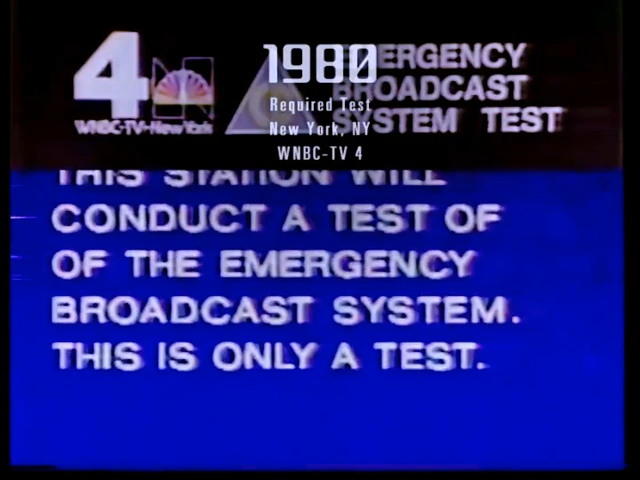 4
WNBC-TV•New York
1980
Required Test
New York, NY
WNBC-TV 4
EMERGENCY
BROADCAST
SYSTEM TEST
THIS STATION WILL
CONDUCT A TEST OF
OF THE EMERGENCY
BROADCAST SYSTEM.
THIS IS ONLY A TEST.